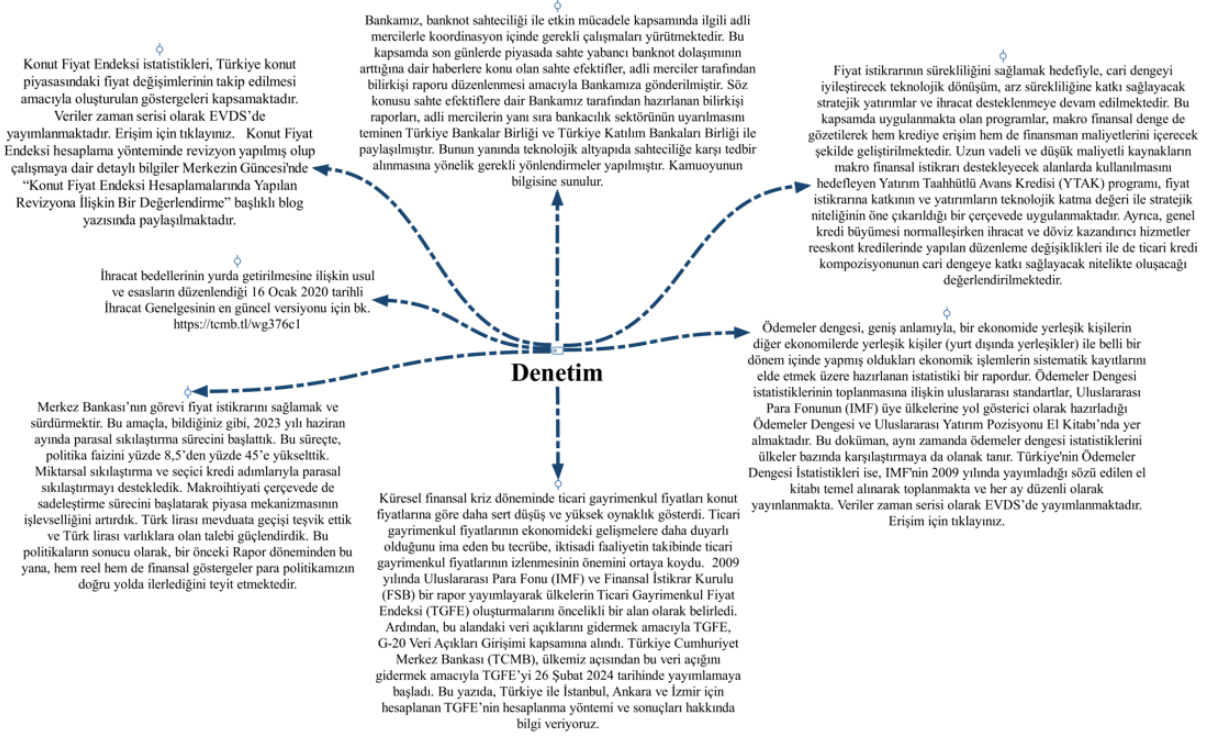 Konut Fiyat Endeksi istatistikleri, Türkiye konut
piyasasındaki fiyat değişimlerinin takip edilmesi
amacıyla oluşturulan göstergeleri kapsamaktadır.
Veriler zaman serisi olarak EVDS’de
yayımlanmaktadır. Erişim için tıklayınız.   Konut Fiyat
Endeksi hesaplama yönteminde revizyon yapılmış olup
çalışmaya dair detaylı bilgiler Merkezin Güncesi'nde
“Konut Fiyat Endeksi Hesaplamalarında Yapılan
Revizyona İlişkin Bir Değerlendirme” başlıklı blog
yazısında paylaşılmaktadır.
Bankamız, banknot sahteciliği ile etkin mücadele kapsamında ilgili adli
mercilerle koordinasyon içinde gerekli çalışmaları yürütmektedir. Bu
kapsamda son günlerde piyasada sahte yabancı banknot dolaşımının
arttığına dair haberlere konu olan sahte efektifler, adli merciler tarafından
bilirkişi raporu düzenlenmesi amacıyla Bankamıza gönderilmiştir. Söz
konusu sahte efektiflere dair Bankamız tarafından hazırlanan bilirkişi
raporları, adli mercilerin yanı sıra bankacılık sektörünün uyarılmasını
teminen Türkiye Bankalar Birliği ve Türkiye Katılım Bankaları Birliği ile
paylaşılmıştır. Bunun yanında teknolojik altyapıda sahteciliğe karşı tedbir
alınmasına yönelik gerekli yönlendirmeler yapılmıştır. Kamuoyunun
bilgisine sunulur.
Fiyat istikrarının sürekliliğini sağlamak hedefiyle, cari dengeyi
iyileştirecek teknolojik dönüşüm, arz sürekliliğine katkı sağlayacak
stratejik yatırımlar ve ihracat desteklenmeye devam edilmektedir. Bu
kapsamda uygulanmakta olan programlar, makro finansal denge de
gözetilerek hem krediye erişim hem de finansman maliyetlerini içerecek
şekilde geliştirilmektedir. Uzun vadeli ve düşük maliyetli kaynakların
makro finansal istikrarı destekleyecek alanlarda kullanılmasını
hedefleyen Yatırım Taahhütlü Avans Kredisi (YTAK) programı, fiyat
istikrarına katkının ve yatırımların teknolojik katma değeri ile stratejik
niteliğinin öne çıkarıldığı bir çerçevede uygulanmaktadır. Ayrıca, genel
kredi büyümesi normalleşirken ihracat ve döviz kazandırıcı hizmetler
reeskont kredilerinde yapılan düzenleme değişiklikleri ile de ticari kredi
kompozisyonunun cari dengeye katkı sağlayacak nitelikte oluşacağı
değerlendirilmektedir.
İhracat bedellerinin yurda getirilmesine ilişkin usul
ve esasların düzenlendiği 16 Ocak 2020 tarihli
İhracat Genelgesinin en güncel versiyonu için bk.
https://tcmb.tl/wg376c1
Denetim
Ödemeler dengesi, geniş anlamıyla, bir ekonomide yerleşik kişilerin
diğer ekonomilerde yerleşik kişiler (yurt dışında yerleşikler) ile belli bir
dönem içinde yapmış oldukları ekonomik işlemlerin sistematik kayıtlarını
elde etmek üzere hazırlanan istatistiki bir rapordur. Ödemeler Dengesi
istatistiklerinin toplanmasına ilişkin uluslararası standartlar, Uluslararası
Para Fonunun (IMF) üye ülkelerine yol gösterici olarak hazırladığı
Ödemeler Dengesi ve Uluslararası Yatırım Pozisyonu El Kitabı’nda yer
almaktadır. Bu doküman, aynı zamanda ödemeler dengesi istatistiklerini
ülkeler bazında karşılaştırmaya da olanak tanır. Türkiye'nin Ödemeler
Dengesi İstatistikleri ise, IMF'nin 2009 yılında yayımladığı sözü edilen el
kitabı temel alınarak toplanmakta ve her ay düzenli olarak
yayınlanmakta. Veriler zaman serisi olarak EVDS’de yayımlanmaktadır.
Erişim için tıklayınız.
Merkez Bankası’nın görevi fiyat istikrarını sağlamak ve
sürdürmektir. Bu amaçla, bildiğiniz gibi, 2023 yılı haziran
ayında parasal sıkılaştırma sürecini başlattık. Bu süreçte,
politika faizini yüzde 8,5’den yüzde 45’e yükselttik.
Miktarsal sıkılaştırma ve seçici kredi adımlarıyla parasal
sıkılaştırmayı destekledik. Makroihtiyati çerçevede de
sadeleştirme sürecini başlatarak piyasa mekanizmasının
işlevselliğini artırdık. Türk lirası mevduata geçişi teşvik ettik
ve Türk lirası varlıklara olan talebi güçlendirdik. Bu
politikaların sonucu olarak, bir önceki Rapor döneminden bu
yana, hem reel hem de finansal göstergeler para politikamızın
doğru yolda ilerlediğini teyit etmektedir.
Küresel finansal kriz döneminde ticari gayrimenkul fiyatları konut
fiyatlarına göre daha sert düşüş ve yüksek oynaklık gösterdi. Ticari
gayrimenkul fiyatlarının ekonomideki gelişmelere daha duyarlı
olduğunu ima eden bu tecrübe, iktisadi faaliyetin takibinde ticari
gayrimenkul fiyatlarının izlenmesinin önemini ortaya koydu.  2009
yılında Uluslararası Para Fonu (IMF) ve Finansal İstikrar Kurulu
(FSB) bir rapor yayımlayarak ülkelerin Ticari Gayrimenkul Fiyat
Endeksi (TGFE) oluşturmalarını öncelikli bir alan olarak belirledi.
Ardından, bu alandaki veri açıklarını gidermek amacıyla TGFE,
G-20 Veri Açıkları Girişimi kapsamına alındı. Türkiye Cumhuriyet
Merkez Bankası (TCMB), ülkemiz açısından bu veri açığını
gidermek amacıyla TGFE’yi 26 Şubat 2024 tarihinde yayımlamaya
başladı. Bu yazıda, Türkiye ile İstanbul, Ankara ve İzmir için
hesaplanan TGFE’nin hesaplanma yöntemi ve sonuçları hakkında
bilgi veriyoruz.